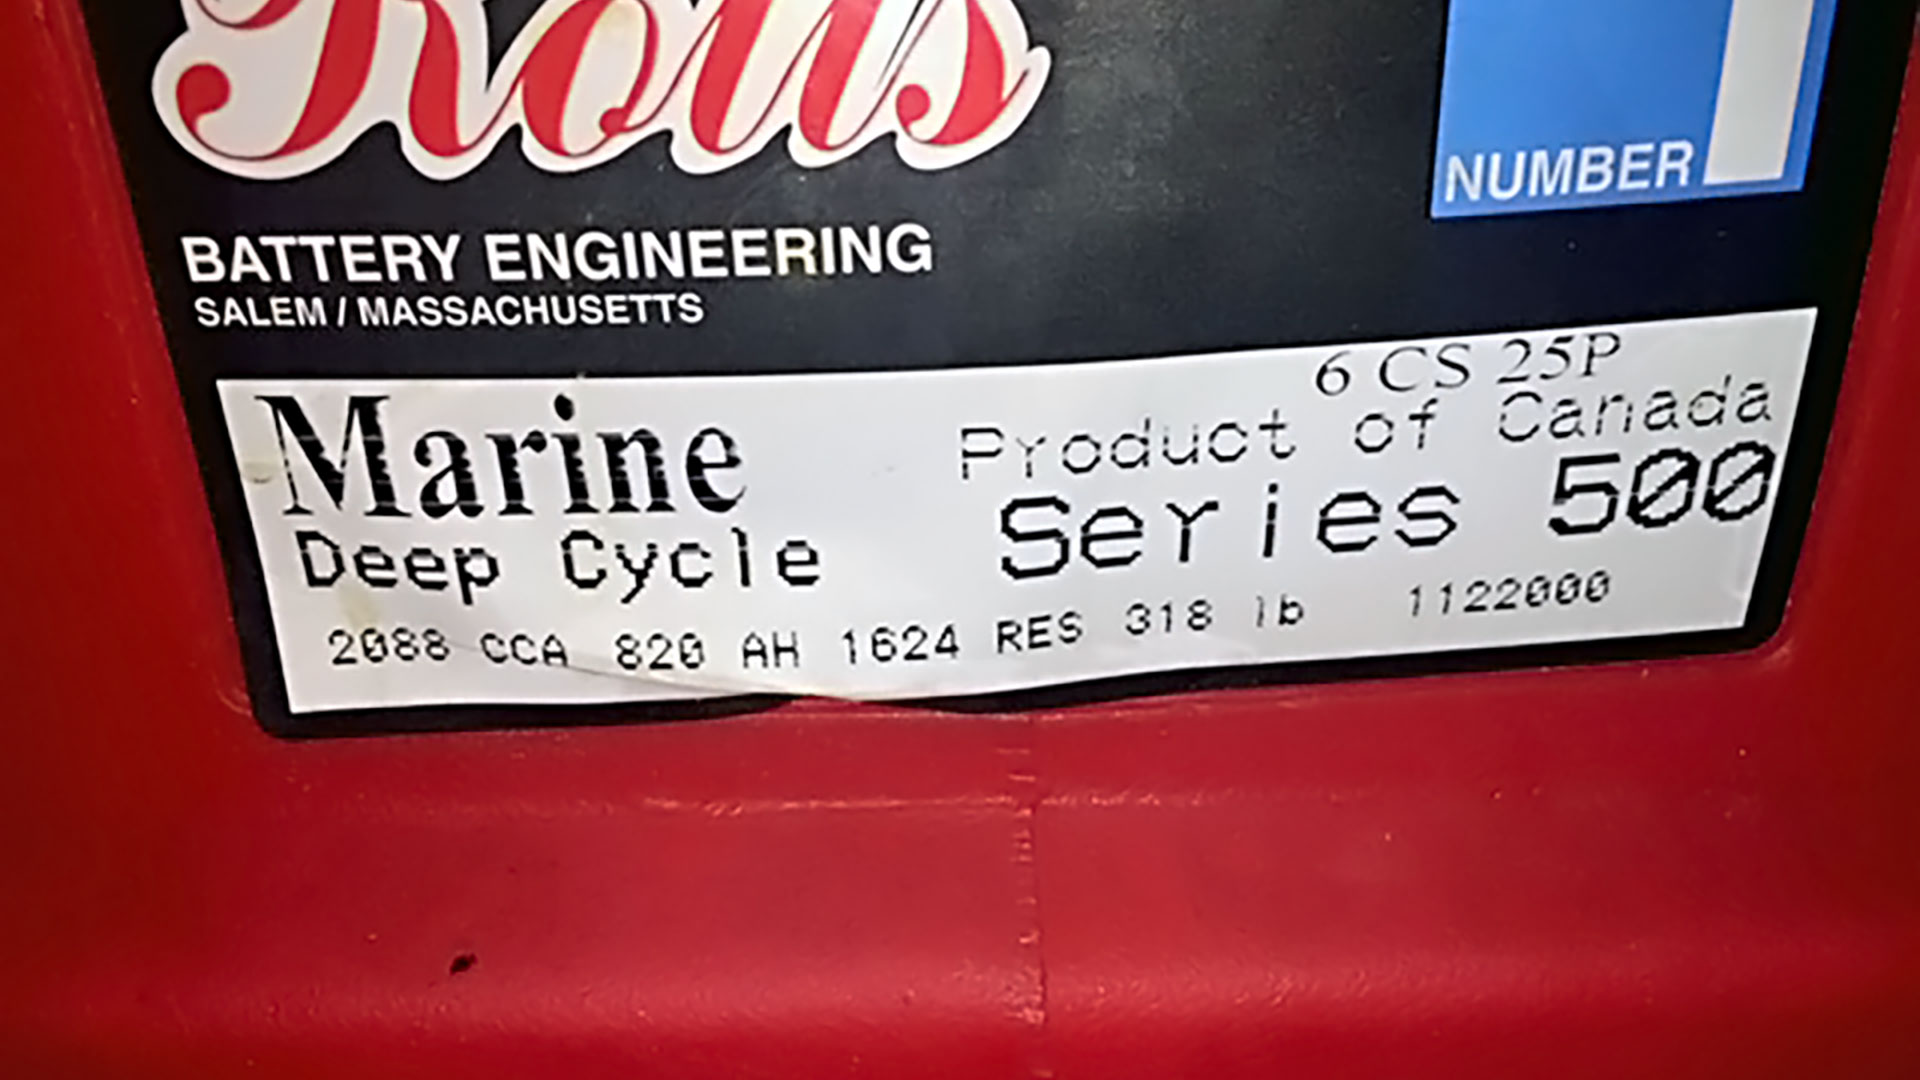 Rolls
NUMBER 1
BATTERY ENGINEERING
SALEM / MASSACHUSETTS
6 CS 25P
Marine
Product of Canada
Deep Cycle
Series 500
2088 CCA 820 AH 1624 RES 318 lb 1122000